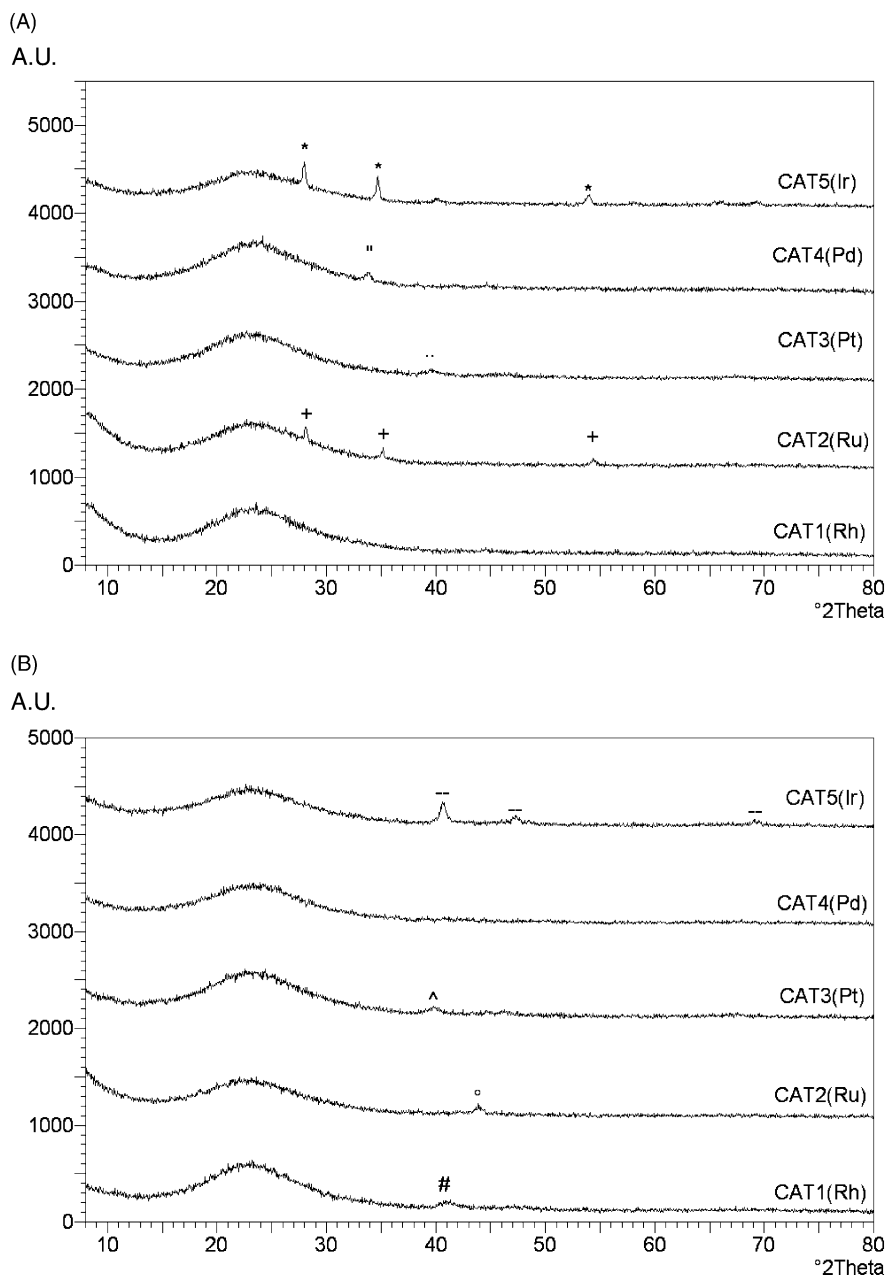 (A)
A.U.
5000
* * *
CAT5(Ir)
4000
"
CAT4(Pd)
3000
..
CAT3(Pt)
2000
+ + +
CAT2(Ru)
1000
CAT1(Rh)
0
10 20 30 40 50 60 70 80
°2Theta
(B)
A.U.
5000
-- -- --
CAT5(Ir)
4000
CAT4(Pd)
3000
^
CAT3(Pt)
2000
°
CAT2(Ru)
1000
#
CAT1(Rh)
0
10 20 30 40 50 60 70 80
°2Theta